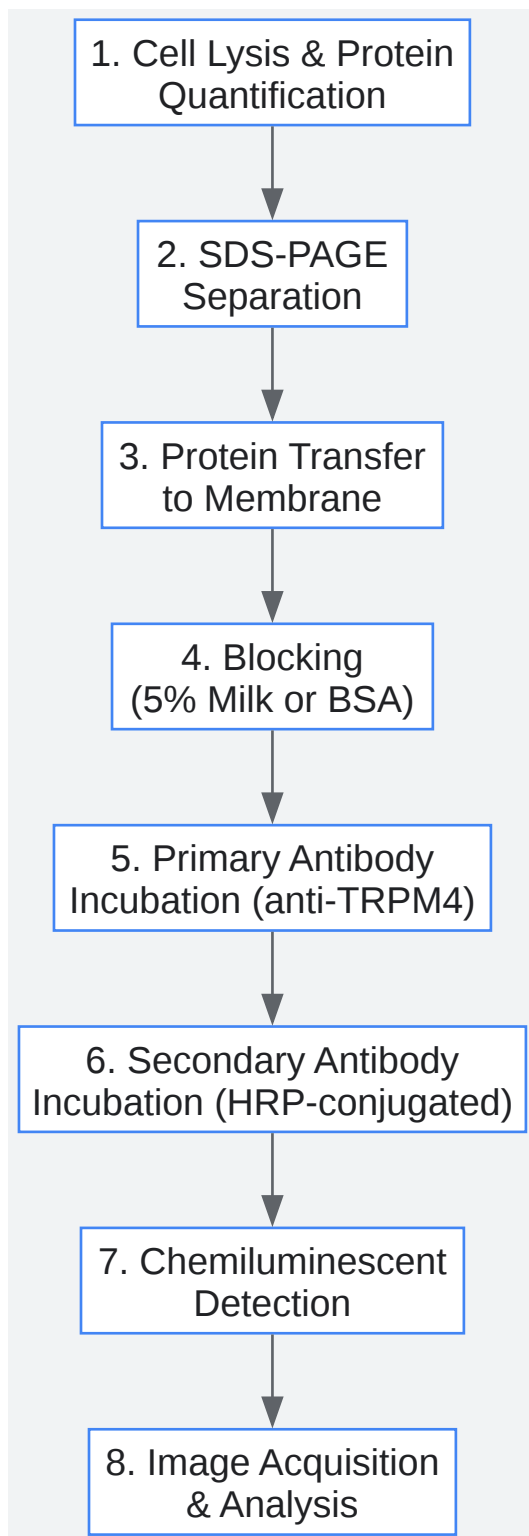 1. Cell Lysis & Protein
Quantification
2. SDS-PAGE
Separation
3. Protein Transfer
to Membrane
4. Blocking
(5% Milk or BSA)
5. Primary Antibody
Incubation (anti-TRPM4)
6. Secondary Antibody
Incubation (HRP-conjugated)
7. Chemiluminescent
Detection
8. Image Acquisition
& Analysis